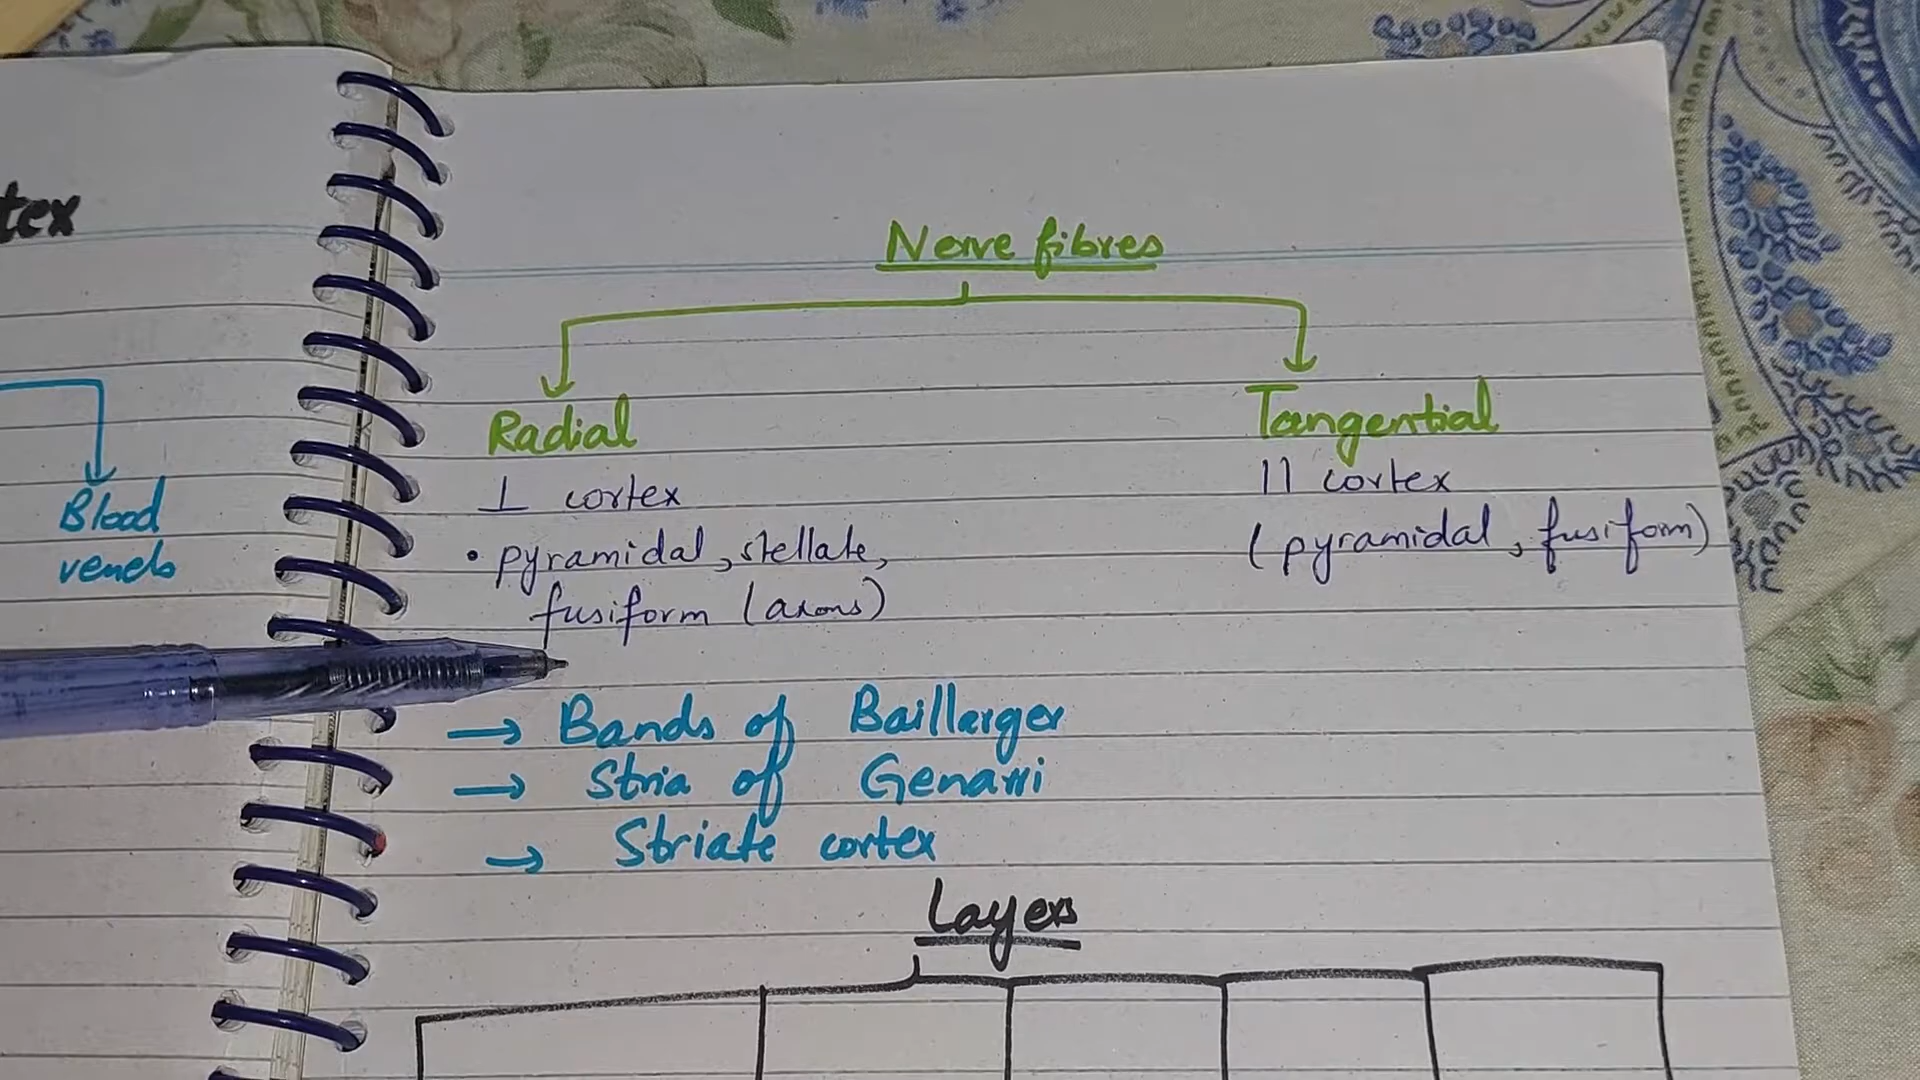 tex
Blood
vessels
Nerve fibres
Radial
⊥ cortex
• pyramidal, stellate,
fusiform (axons)
Tangential
|| cortex
(pyramidal, fusiform)
→ Bands of Baillerger
→ Stria of Genarri
→ Striate cortex
Layers